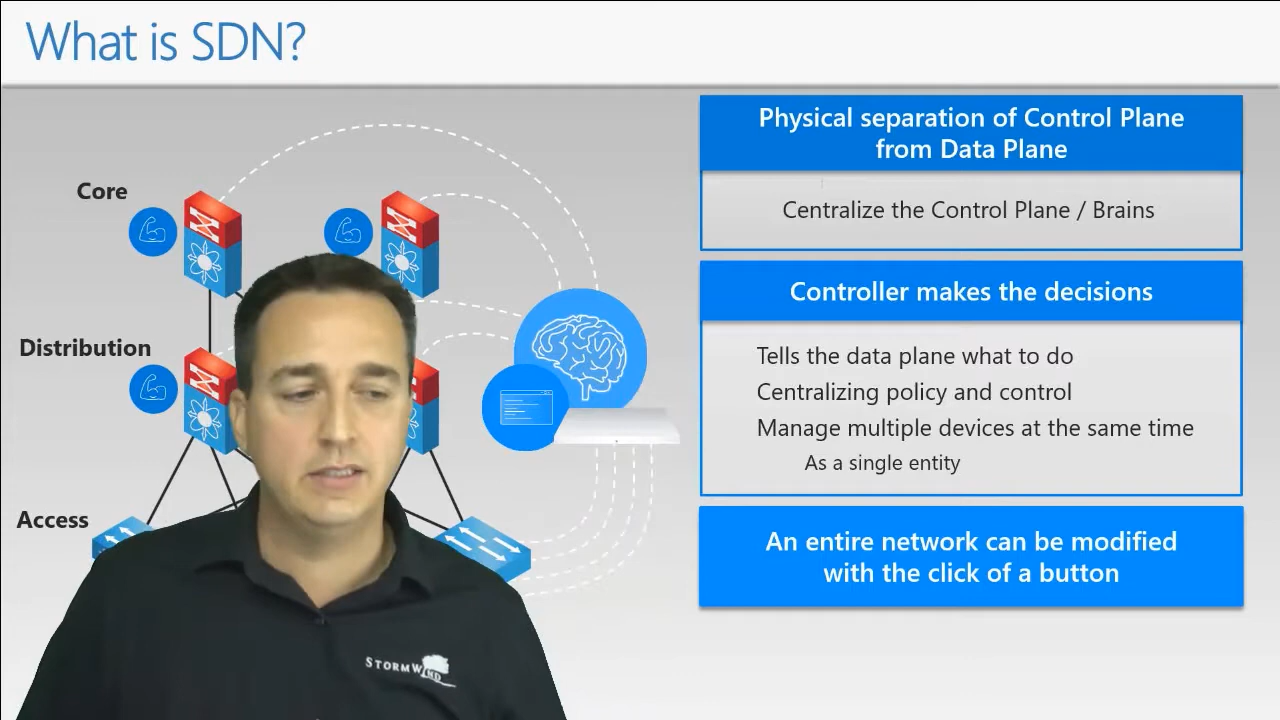 What is SDN?
Core
Distribution
Access
Physical separation of Control Plane
from Data Plane
Centralize the Control Plane / Brains
Controller makes the decisions
Tells the data plane what to do
Centralizing policy and control
Manage multiple devices at the same time
As a single entity
An entire network can be modified
with the click of a button
STORMWIND